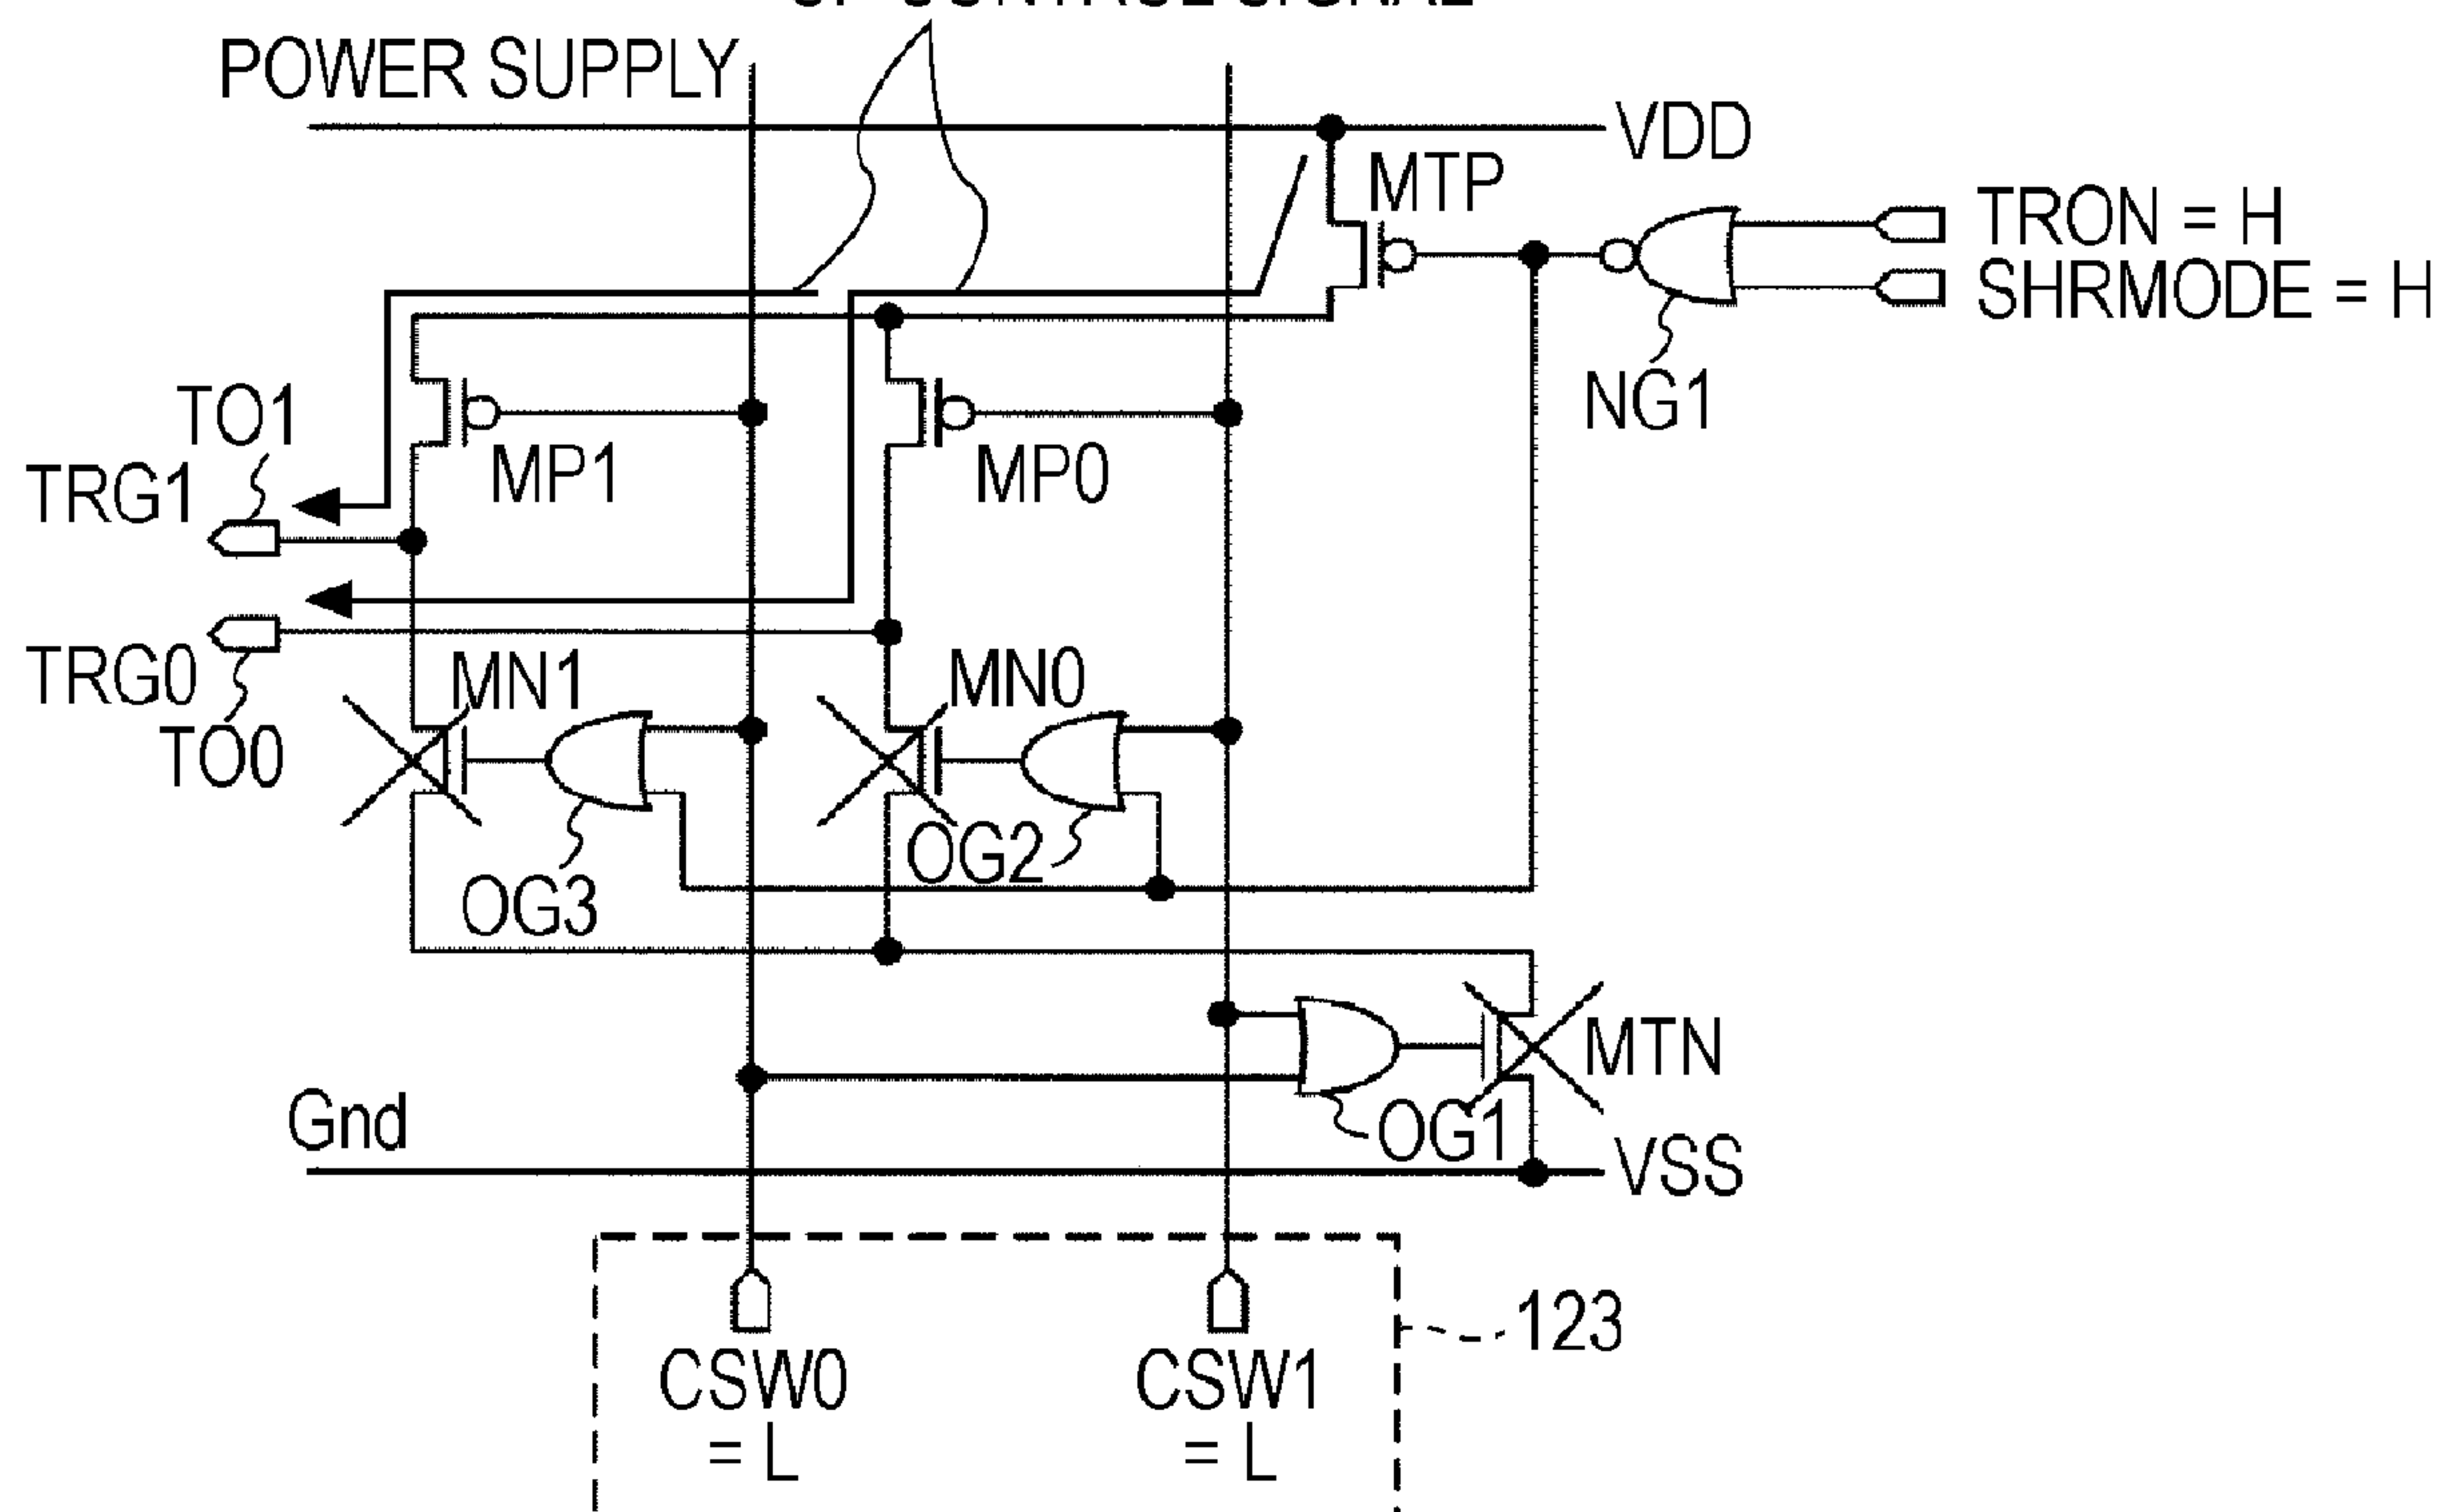 POWER SUPPLY
VDD
MTP
TRON = H
SHRMODE = H
NG1
TO1
TRG1
MP1
MP0
TRG0
TO0
MN1
MN0
OG3
OG2
MTN
OG1
Gnd
VSS
123
CSW0
= L
CSW1
= L